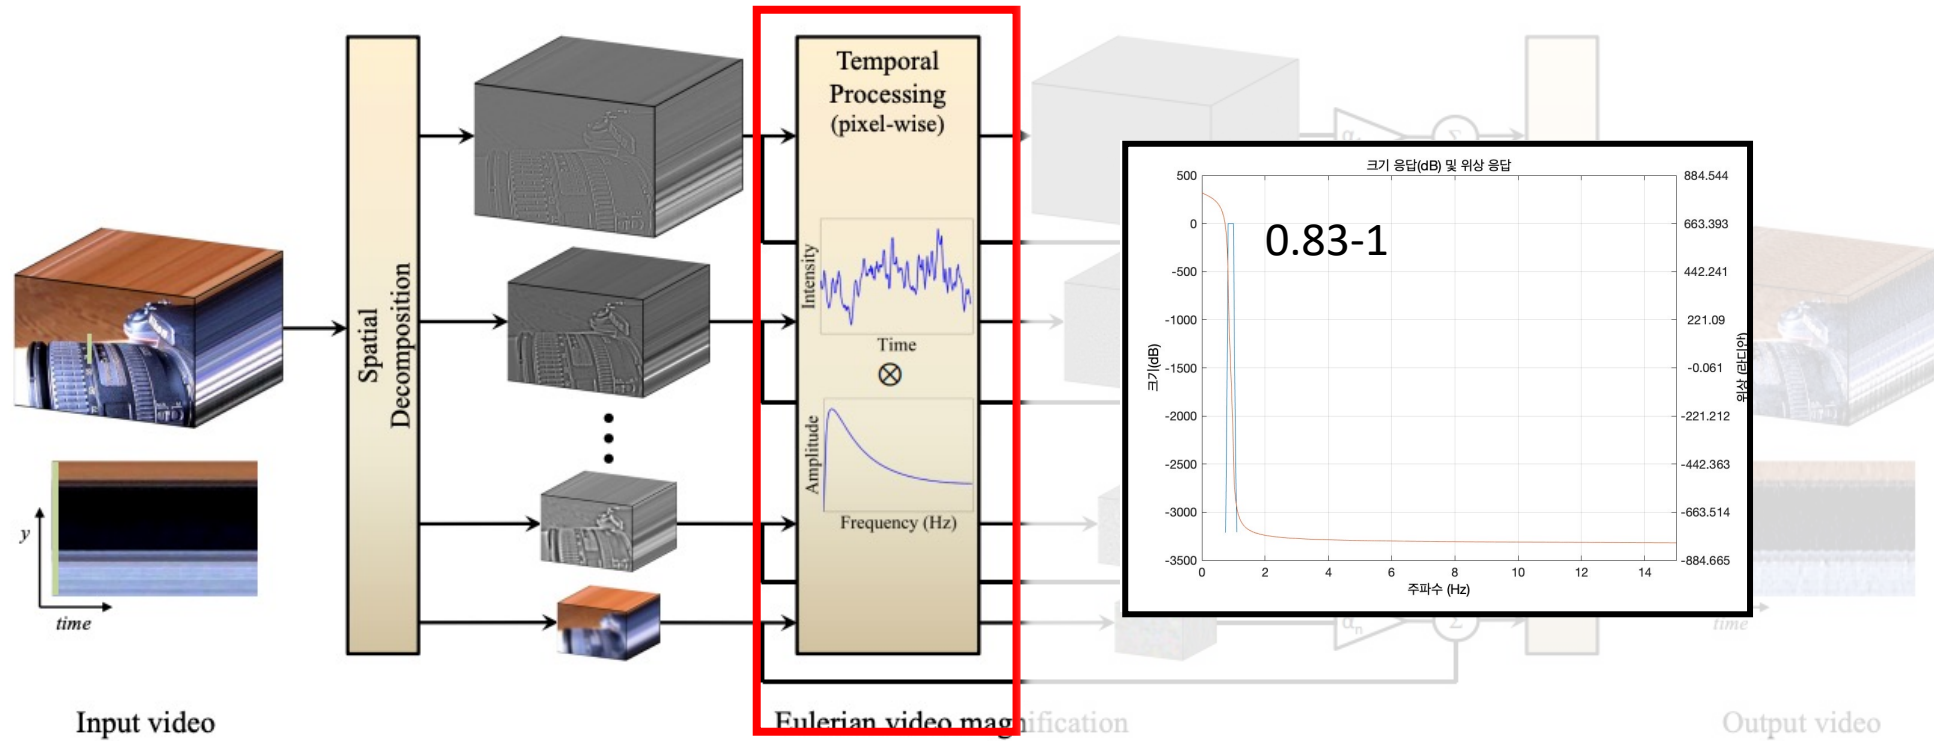 Temporal
Processing
(pixel-wise)
Intensity
Time
⊗
Amplitude
Frequency (Hz)
Spatial
Decomposition
y
time
Input video
Eulerian video magnification
Output video
αₙ
Σ
time
크기 응답(dB) 및 위상 응답
0.83-1
크기(dB)
500
0
-500
-1000
-1500
-2000
-2500
-3000
-3500
884.544
663.393
442.241
221.09
-0.061
-221.212
-442.363
-663.514
-884.665
위상 (라디안)
0 2 4 6 8 10 12 14
주파수 (Hz)